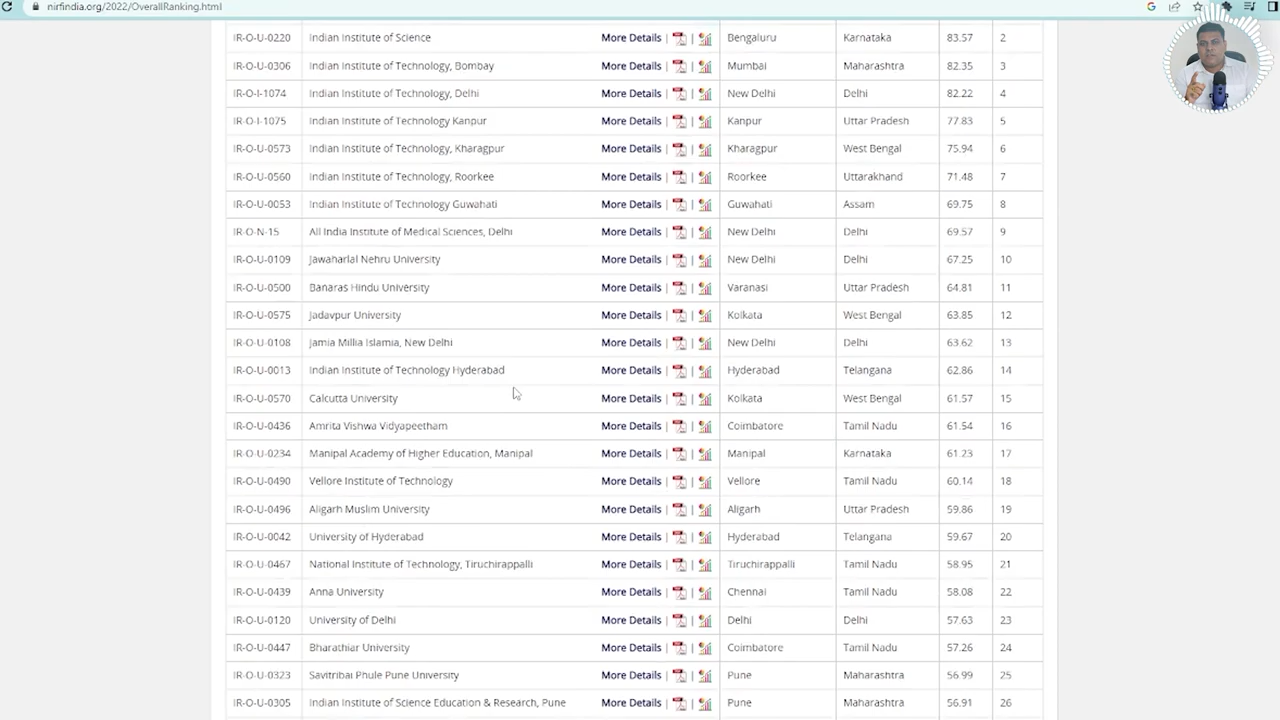 nirfindia.org/2022/OverallRanking.html
IR-O-U-0220 Indian Institute of Science More Details | | Bengaluru Karnataka 83.57 2
IR-O-U-0306 Indian Institute of Technology, Bombay More Details | | Mumbai Maharashtra 82.35 3
IR-O-I-1074 Indian Institute of Technology, Delhi More Details | | New Delhi Delhi 82.22 4
IR-O-I-1075 Indian Institute of Technology Kanpur More Details | | Kanpur Uttar Pradesh 77.83 5
IR-O-U-0573 Indian Institute of Technology, Kharagpur More Details | | Kharagpur West Bengal 75.94 6
IR-O-U-0560 Indian Institute of Technology, Roorkee More Details | | Roorkee Uttarakhand 71.48 7
IR-O-U-0053 Indian Institute of Technology Guwahati More Details | | Guwahati Assam 69.75 8
IR-O-N-15 All India Institute of Medical Sciences, Delhi More Details | | New Delhi Delhi 69.57 9
IR-O-U-0109 Jawaharlal Nehru University More Details | | New Delhi Delhi 67.25 10
IR-O-U-0500 Banaras Hindu University More Details | | Varanasi Uttar Pradesh 64.81 11
IR-O-U-0575 Jadavpur University More Details | | Kolkata West Bengal 63.85 12
IR-O-U-0108 Jamia Millia Islamia, New Delhi More Details | | New Delhi Delhi 63.62 13
IR-O-U-0013 Indian Institute of Technology Hyderabad More Details | | Hyderabad Telangana 62.86 14
IR-O-U-0570 Calcutta University More Details | | Kolkata West Bengal 61.57 15
IR-O-U-0436 Amrita Vishwa Vidyapeetham More Details | | Coimbatore Tamil Nadu 61.54 16
IR-O-U-0234 Manipal Academy of Higher Education, Manipal More Details | | Manipal Karnataka 61.23 17
IR-O-U-0490 Vellore Institute of Technology More Details | | Vellore Tamil Nadu 60.14 18
IR-O-U-0496 Aligarh Muslim University More Details | | Aligarh Uttar Pradesh 59.86 19
IR-O-U-0042 University of Hyderabad More Details | | Hyderabad Telangana 59.67 20
IR-O-U-0467 National Institute of Technology, Tiruchirappalli More Details | | Tiruchirappalli Tamil Nadu 58.95 21
IR-O-U-0439 Anna University More Details | | Chennai Tamil Nadu 58.08 22
IR-O-U-0120 University of Delhi More Details | | Delhi Delhi 57.63 23
IR-O-U-0447 Bharathiar University More Details | | Coimbatore Tamil Nadu 57.26 24
IR-O-U-0323 Savitribai Phule Pune University More Details | | Pune Maharashtra 56.99 25
IR-O-U-0305 Indian Institute of Science Education & Research, Pune More Details | | Pune Maharashtra 56.91 26